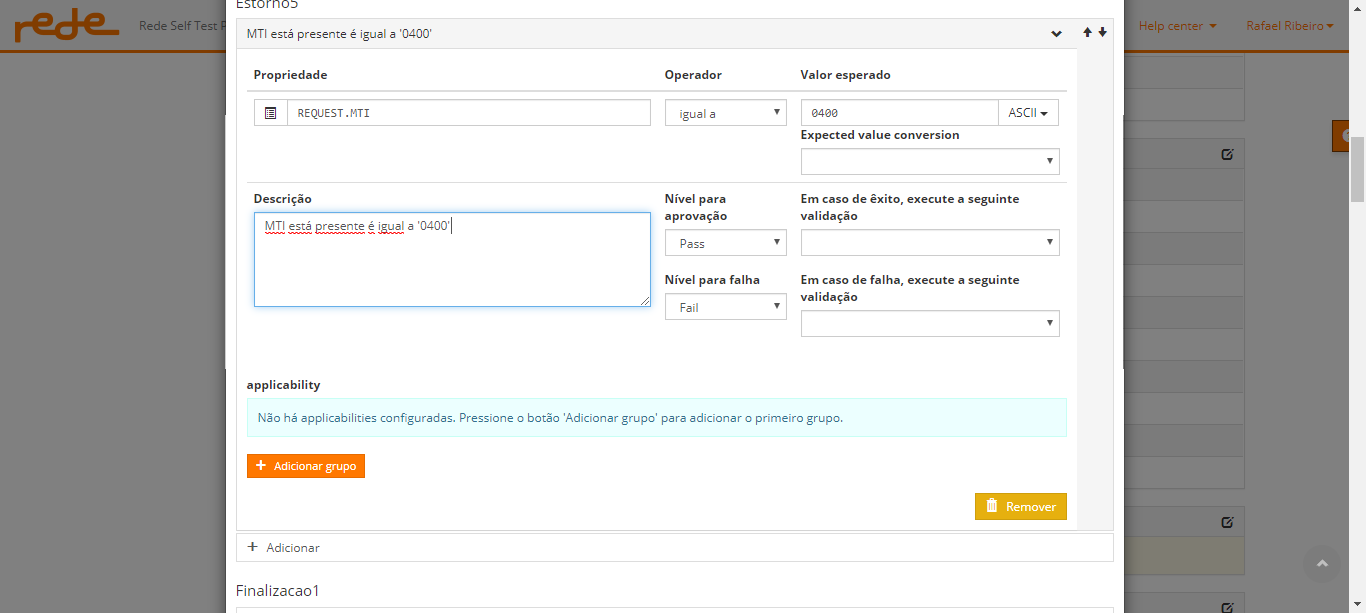 Estorno5
rede
Rede Self Test P
Help center
Rafael Ribeiro
MTI está presente é igual a '0400'
Propriedade
Operador
Valor esperado
REQUEST.MTI
igual a
0400
ASCII
Expected value conversion
Descrição
Nível para
aprovação
Em caso de êxito, execute a seguinte
validação
MTI está presente é igual a '0400'
Pass
Nível para falha
Em caso de falha, execute a seguinte
validação
Fail
applicability
Não há applicabilities configuradas. Pressione o botão 'Adicionar grupo' para adicionar o primeiro grupo.
+ Adicionar grupo
Remover
+ Adicionar
Finalizacao1